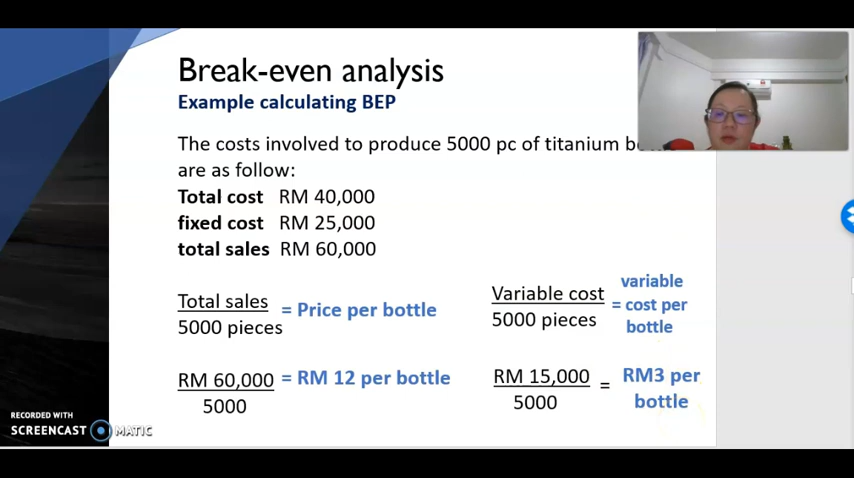 Break-even analysis
Example calculating BEP
The costs involved to produce 5000 pc of titanium
are as follow:
Total cost RM 40,000
fixed cost RM 25,000
total sales RM 60,000
Total sales
5000 pieces
= Price per bottle
Variable cost
5000 pieces
variable
= cost per
bottle
RM 60,000
5000
= RM 12 per bottle
RM 15,000
5000
=
RM3 per
bottle
RECORDED WITH
SCREENCAST MATIC